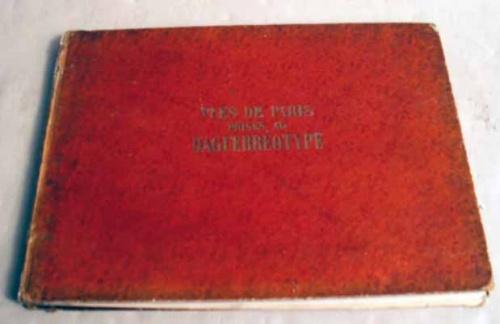 VUES DE PARIS
PRISES AU
DAGUERREOTYPE